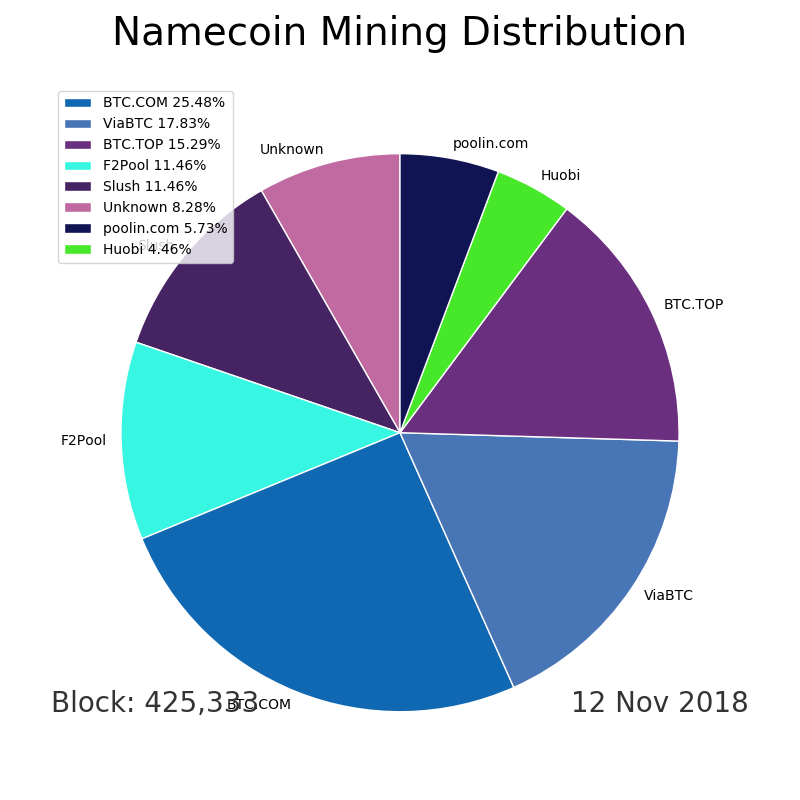 Namecoin Mining Distribution
BTC.COM 25.48%
ViaBTC 17.83%
BTC.TOP 15.29%
F2Pool 11.46%
Slush 11.46%
Unknown 8.28%
poolin.com 5.73%
Huobi 4.46%
Unknown
poolin.com
Huobi
Slush
BTC.TOP
F2Pool
ViaBTC
BTC.COM
Block: 425,333
12 Nov 2018